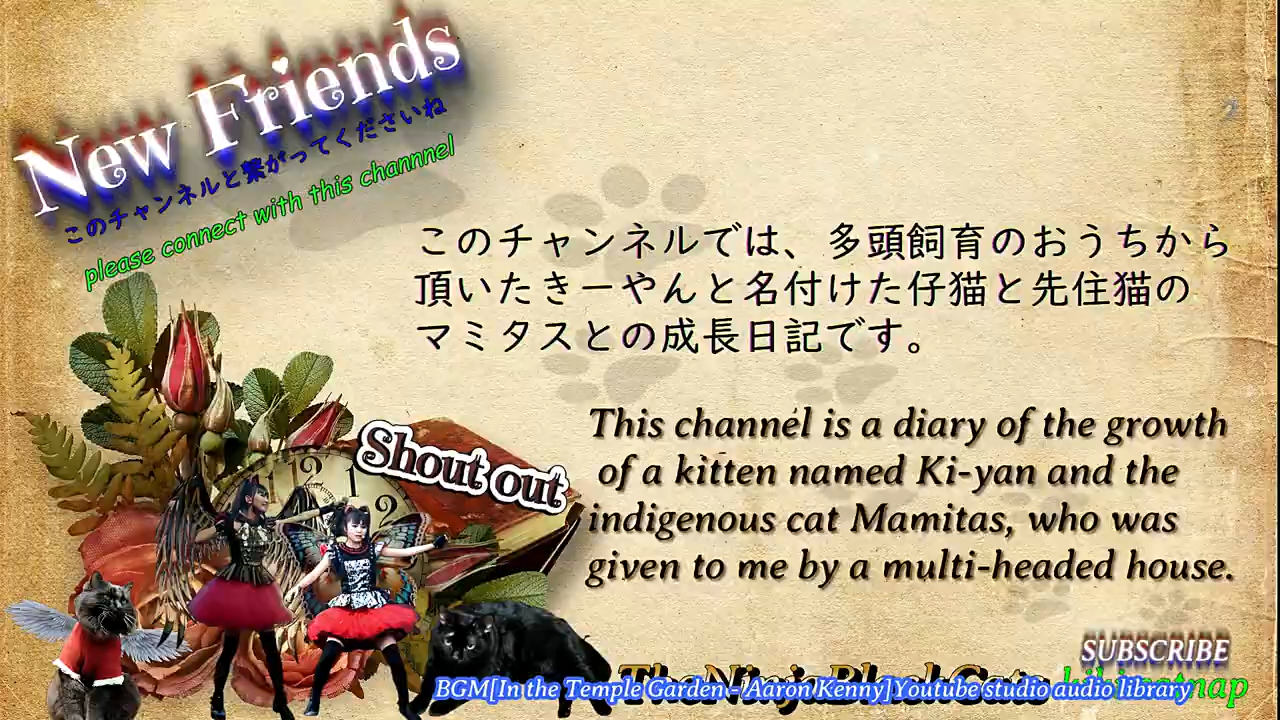 New Friends
このチャンネルと繋がってくださいね
please connect with this channnel
このチャンネルでは、多頭飼育のおうちから
頂いたきーやんと名付けた仔猫と先住猫の
マミタスとの成長日記です。
Shout out
This channel is a diary of the growth
of a kitten named Ki-yan and the
indigenous cat Mamitas, who was
given to me by a multi-headed house.
SUBSCRIBE
The Ninja Black Cats
BGM[In the Temple Garden - Aaron Kenny]Youtube studio audio library